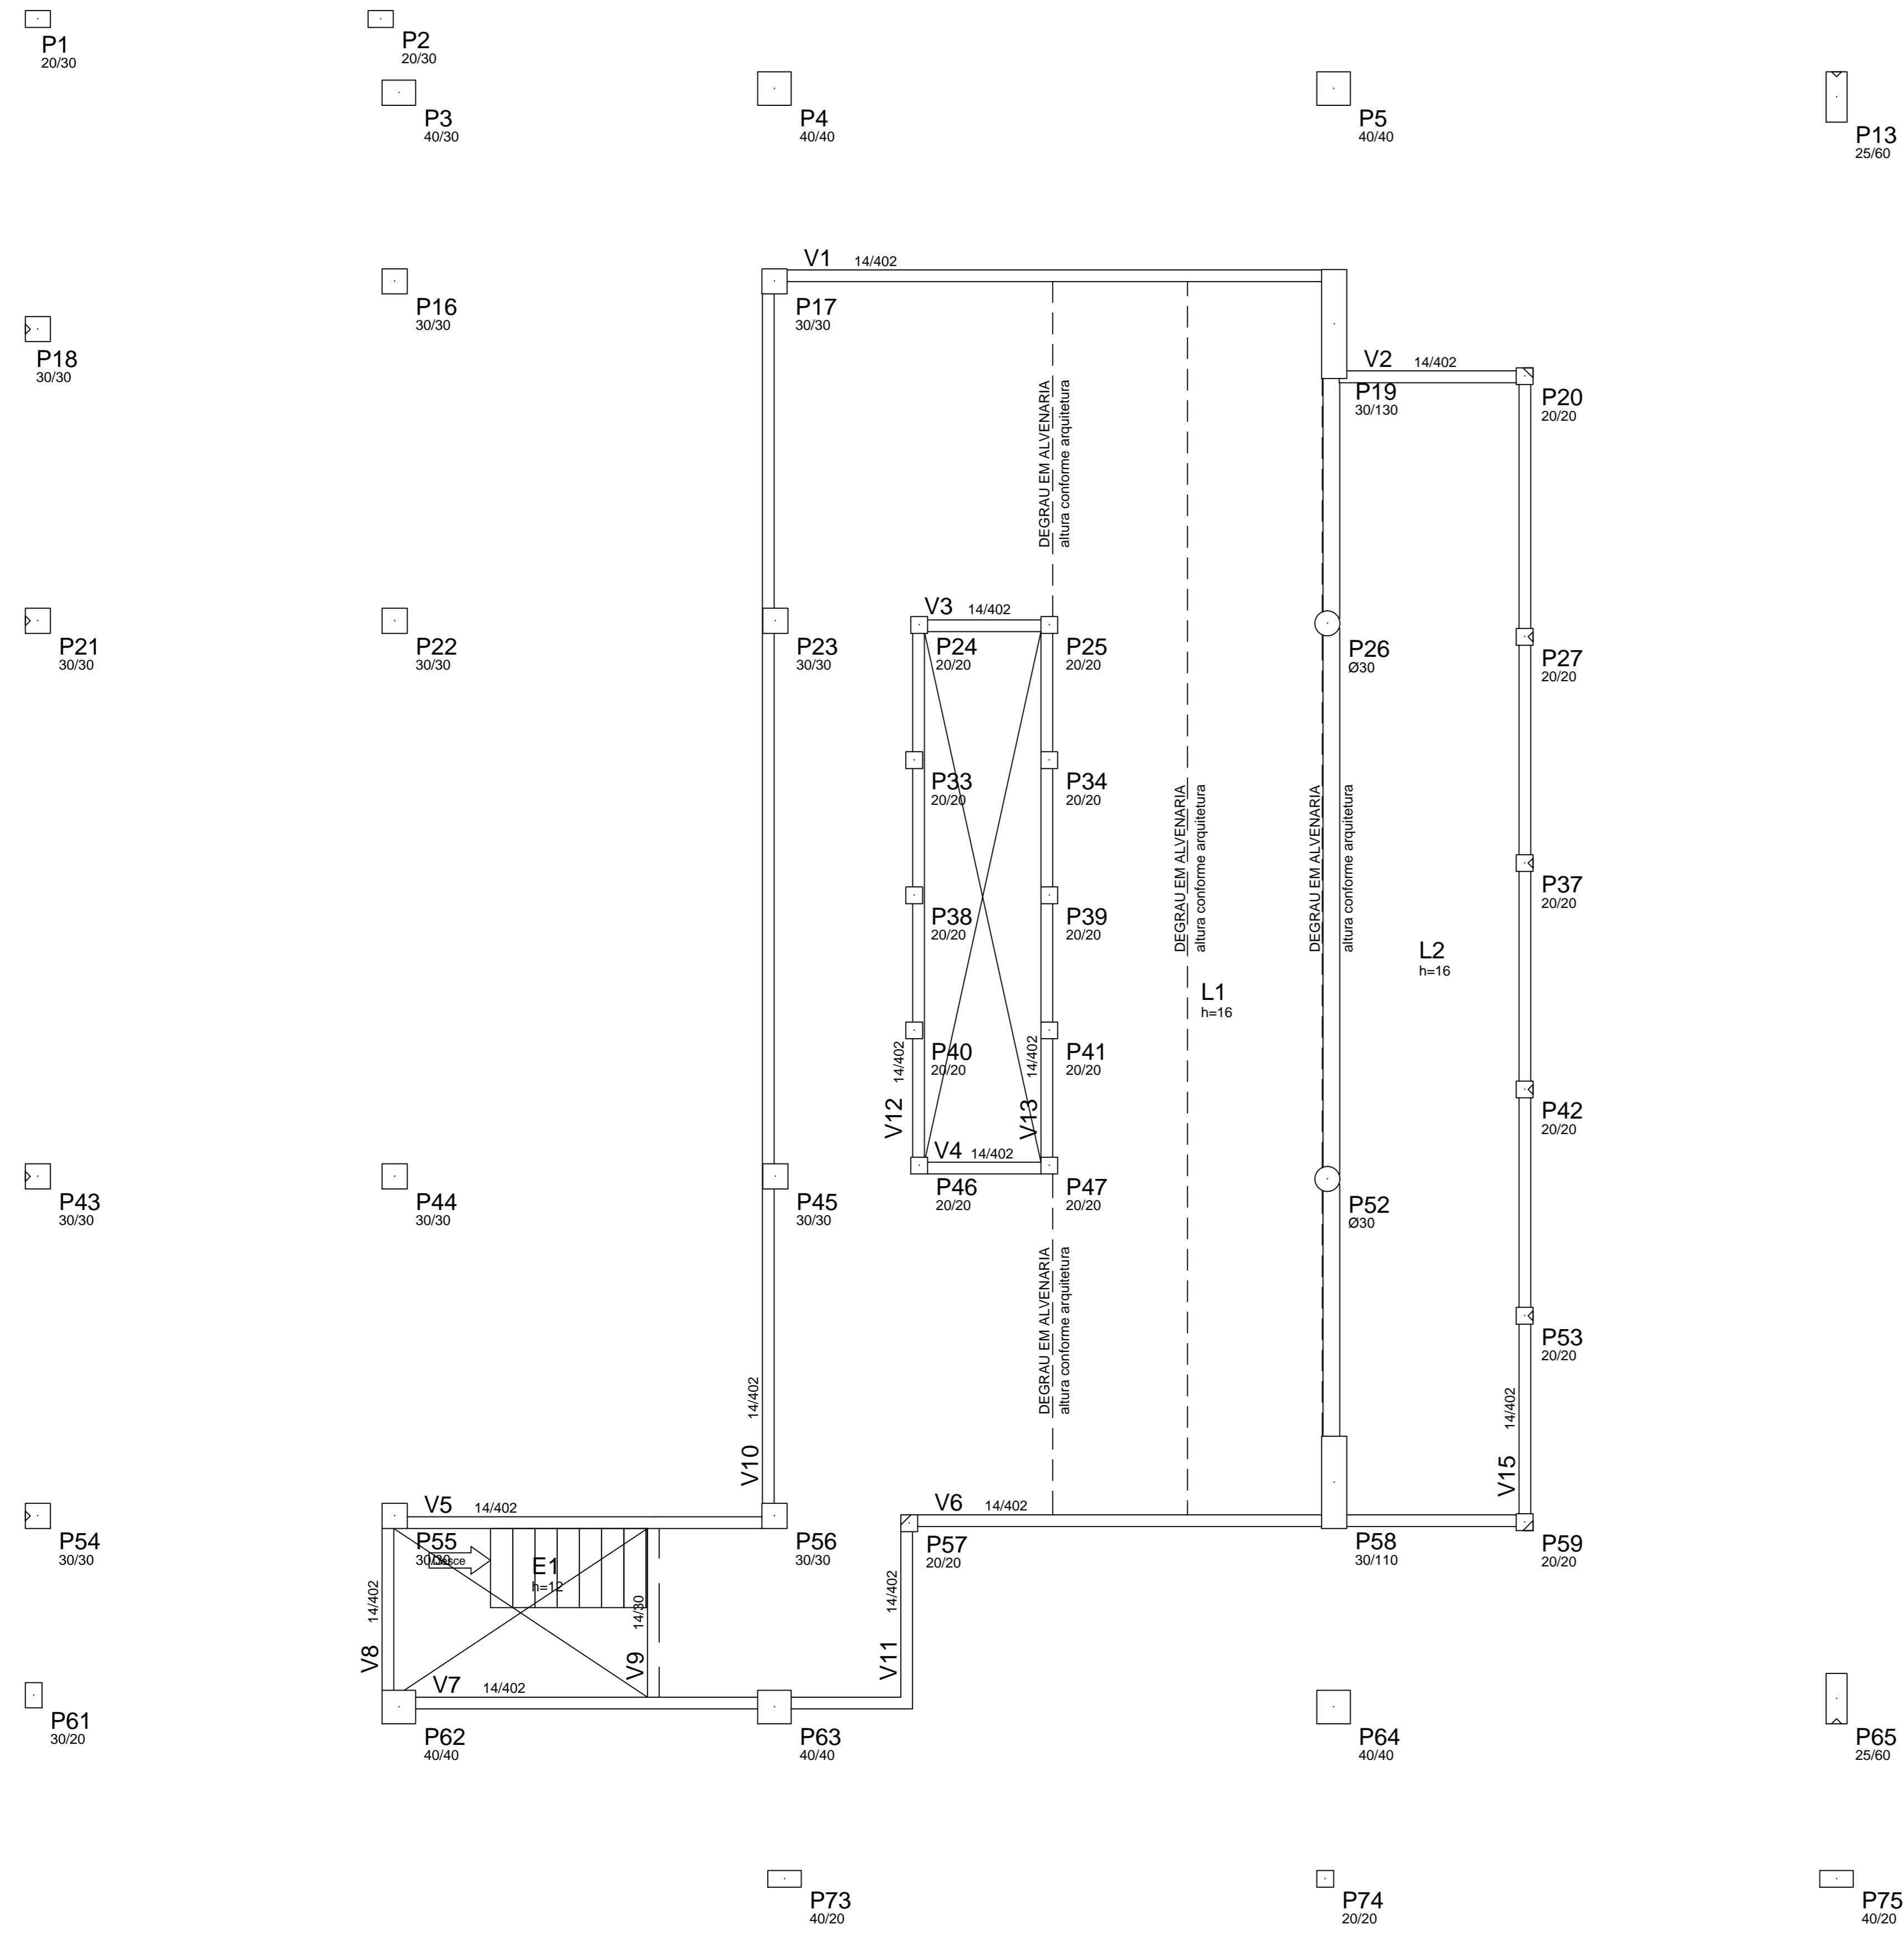 P1
20/30
P2
20/30
P3
40/30
P4
40/40
P5
40/40
P13
25/60
V1 14/402
P16
30/30
P17
30/30
P18
30/30
V2 14/402
P19
30/130
P20
20/20
DEGRAU EM ALVENARIA
altura conforme arquitetura
V3 14/402
P21
30/30
P22
30/30
P23
30/30
P24
20/20
P25
20/20
P26
Ø30
P27
20/20
P33
20/20
P34
20/20
DEGRAU EM ALVENARIA
altura conforme arquitetura
DEGRAU EM ALVENARIA
altura conforme arquitetura
P37
20/20
P38
20/20
P39
20/20
L2
h=16
L1
h=16
P40
20/20
P41
20/20
V12 14/402
V13 14/402
P42
20/20
V4 14/402
P43
30/30
P44
30/30
P45
30/30
P46
20/20
P47
20/20
P52
Ø30
DEGRAU EM ALVENARIA
altura conforme arquitetura
P53
20/20
V10 14/402
V15 14/402
V5 14/402
V6 14/402
P54
30/30
P55
30/30
Desce
E1
h=12
P56
30/30
P57
20/20
P58
30/110
P59
20/20
V8 14/402
V9 14/30
V11 14/402
V7 14/402
P61
30/20
P62
40/40
P63
40/40
P64
40/40
P65
25/60
P73
40/20
P74
20/20
P75
40/20